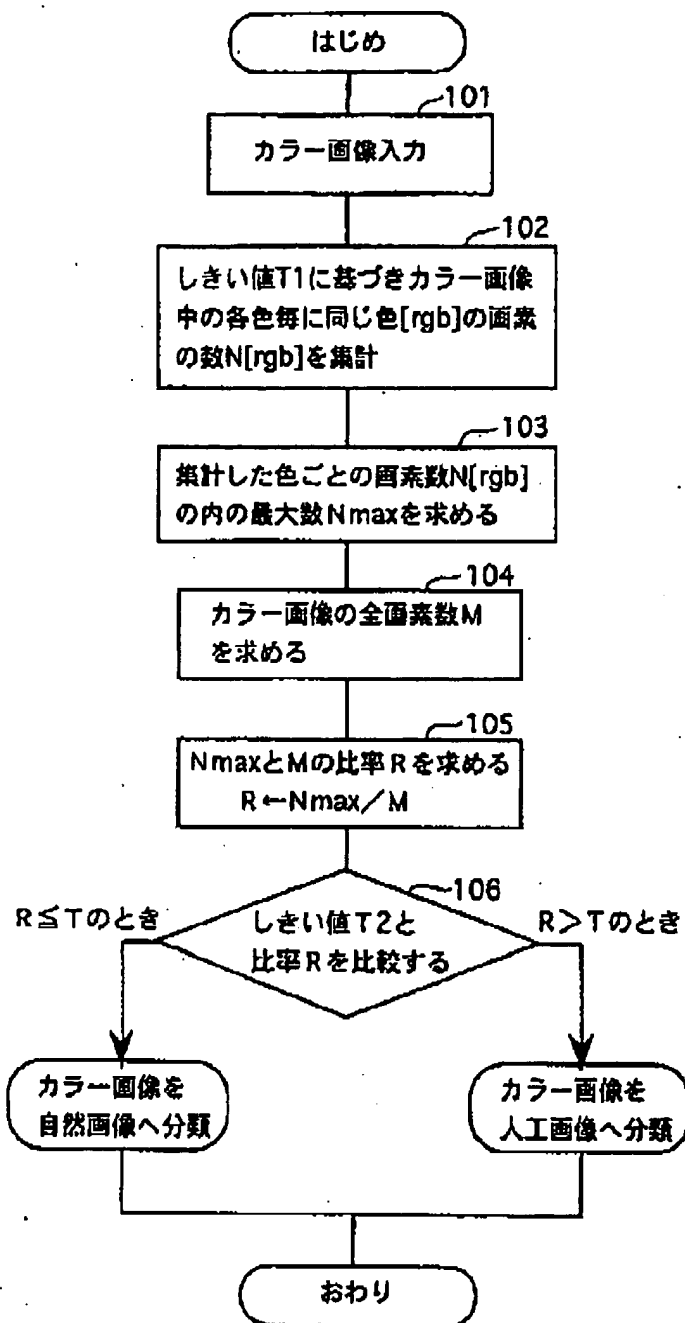 はじめ
101
カラー画像入力
102
しきい値T1に基づきカラー画像
中の各色毎に同じ色[rgb]の画素
の数N[rgb]を集計
103
集計した色ごとの画素数N[rgb]
の内の最大数Nmaxを求める
104
カラー画像の全画素数M
を求める
105
NmaxとMの比率Rを求める
R←Nmax／M
106
しきい値T2と
比率Rを比較する
R≦Tのとき
R＞Tのとき
カラー画像を
自然画像へ分類
カラー画像を
人工画像へ分類
おわり